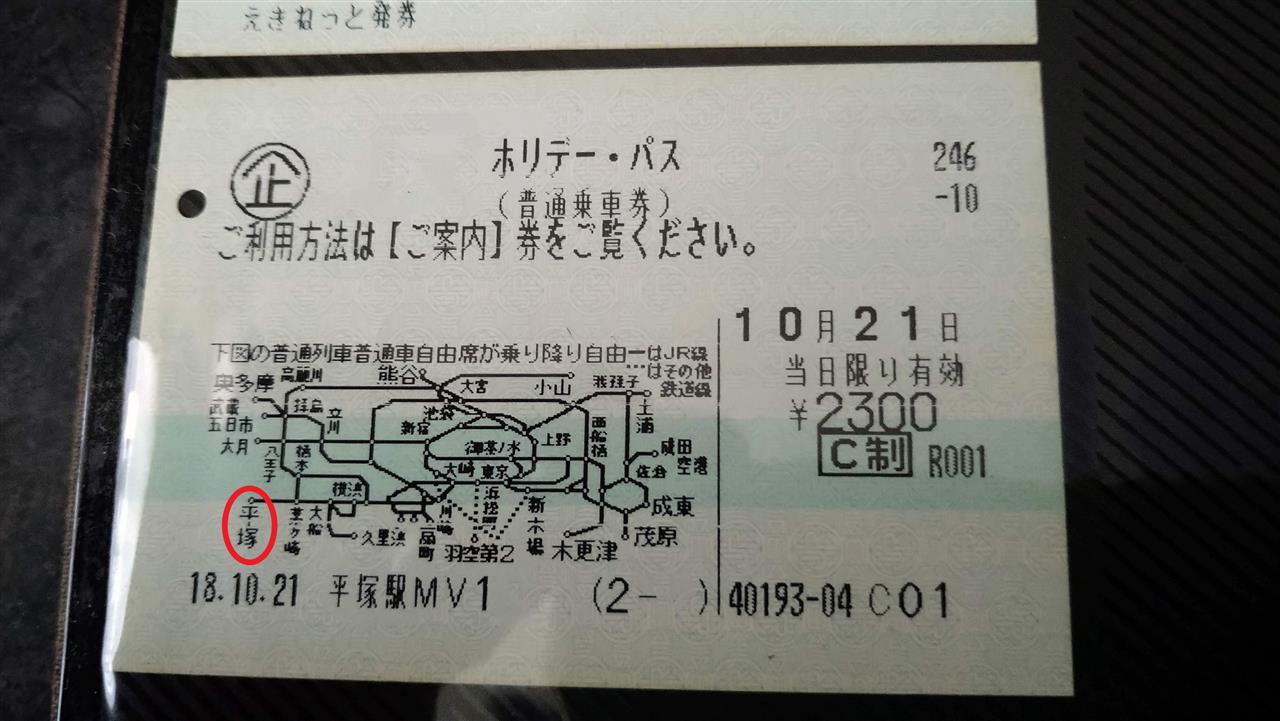 えきねっと発券
企
ホリデー・パス
(普通乗車券)
246
-10
ご利用方法は【ご案内】券をご覧ください。
10月21日
当日限り有効
¥2300
C制 R001
下図の普通列車普通車自由席が乗り降り自由 ―はJR線
…はその他
鉄道線
奥多摩
高麗川
熊谷
大宮
小山
我孫子
土浦
武蔵
五日市
拝島
立川
新宿
池袋
上野
西船橋
成田
空港
大月
八王子
橋本
御茶ノ水
佐倉
横浜
大崎
東京
成東
平塚
茅ヶ崎
大船
久里浜
扇町
川崎
浜松町
羽空第2
新木場
木更津
茂原
18.10.21 平塚駅MV1 (2- ) 40193-04 C01